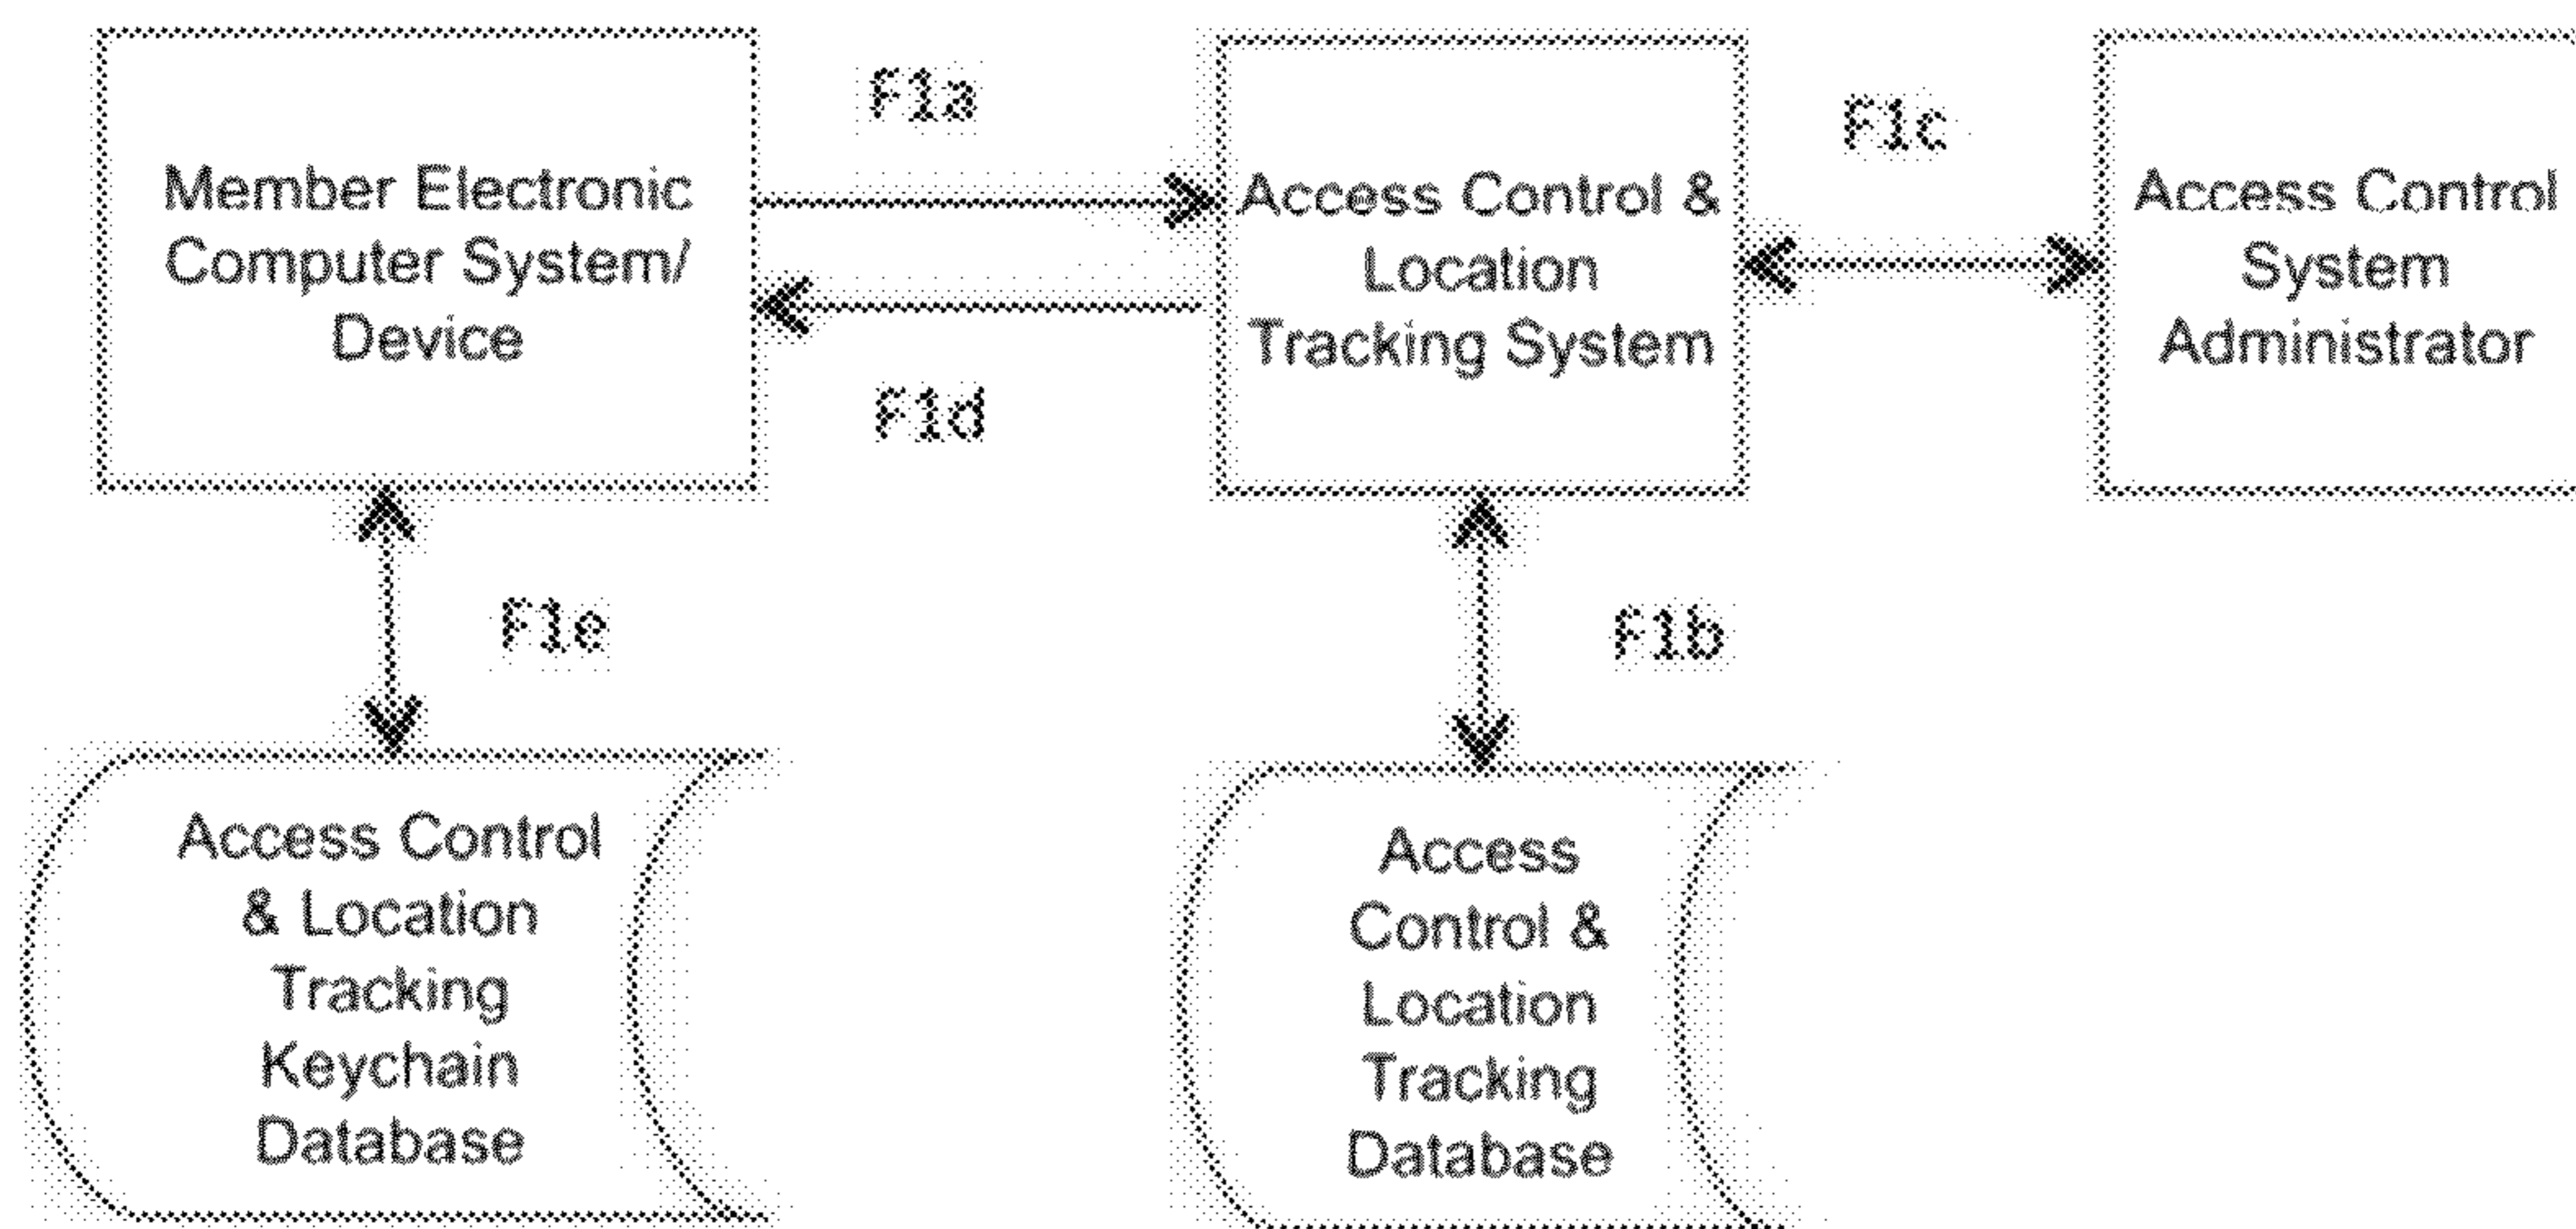 Member Electronic
Computer System/
Device
F1a
F1d
Access Control &
Location
Tracking System
F1c
Access Control
System
Administrator
F1e
F1b
Access Control
& Location
Tracking
Keychain
Database
Access
Control &
Location
Tracking
Database